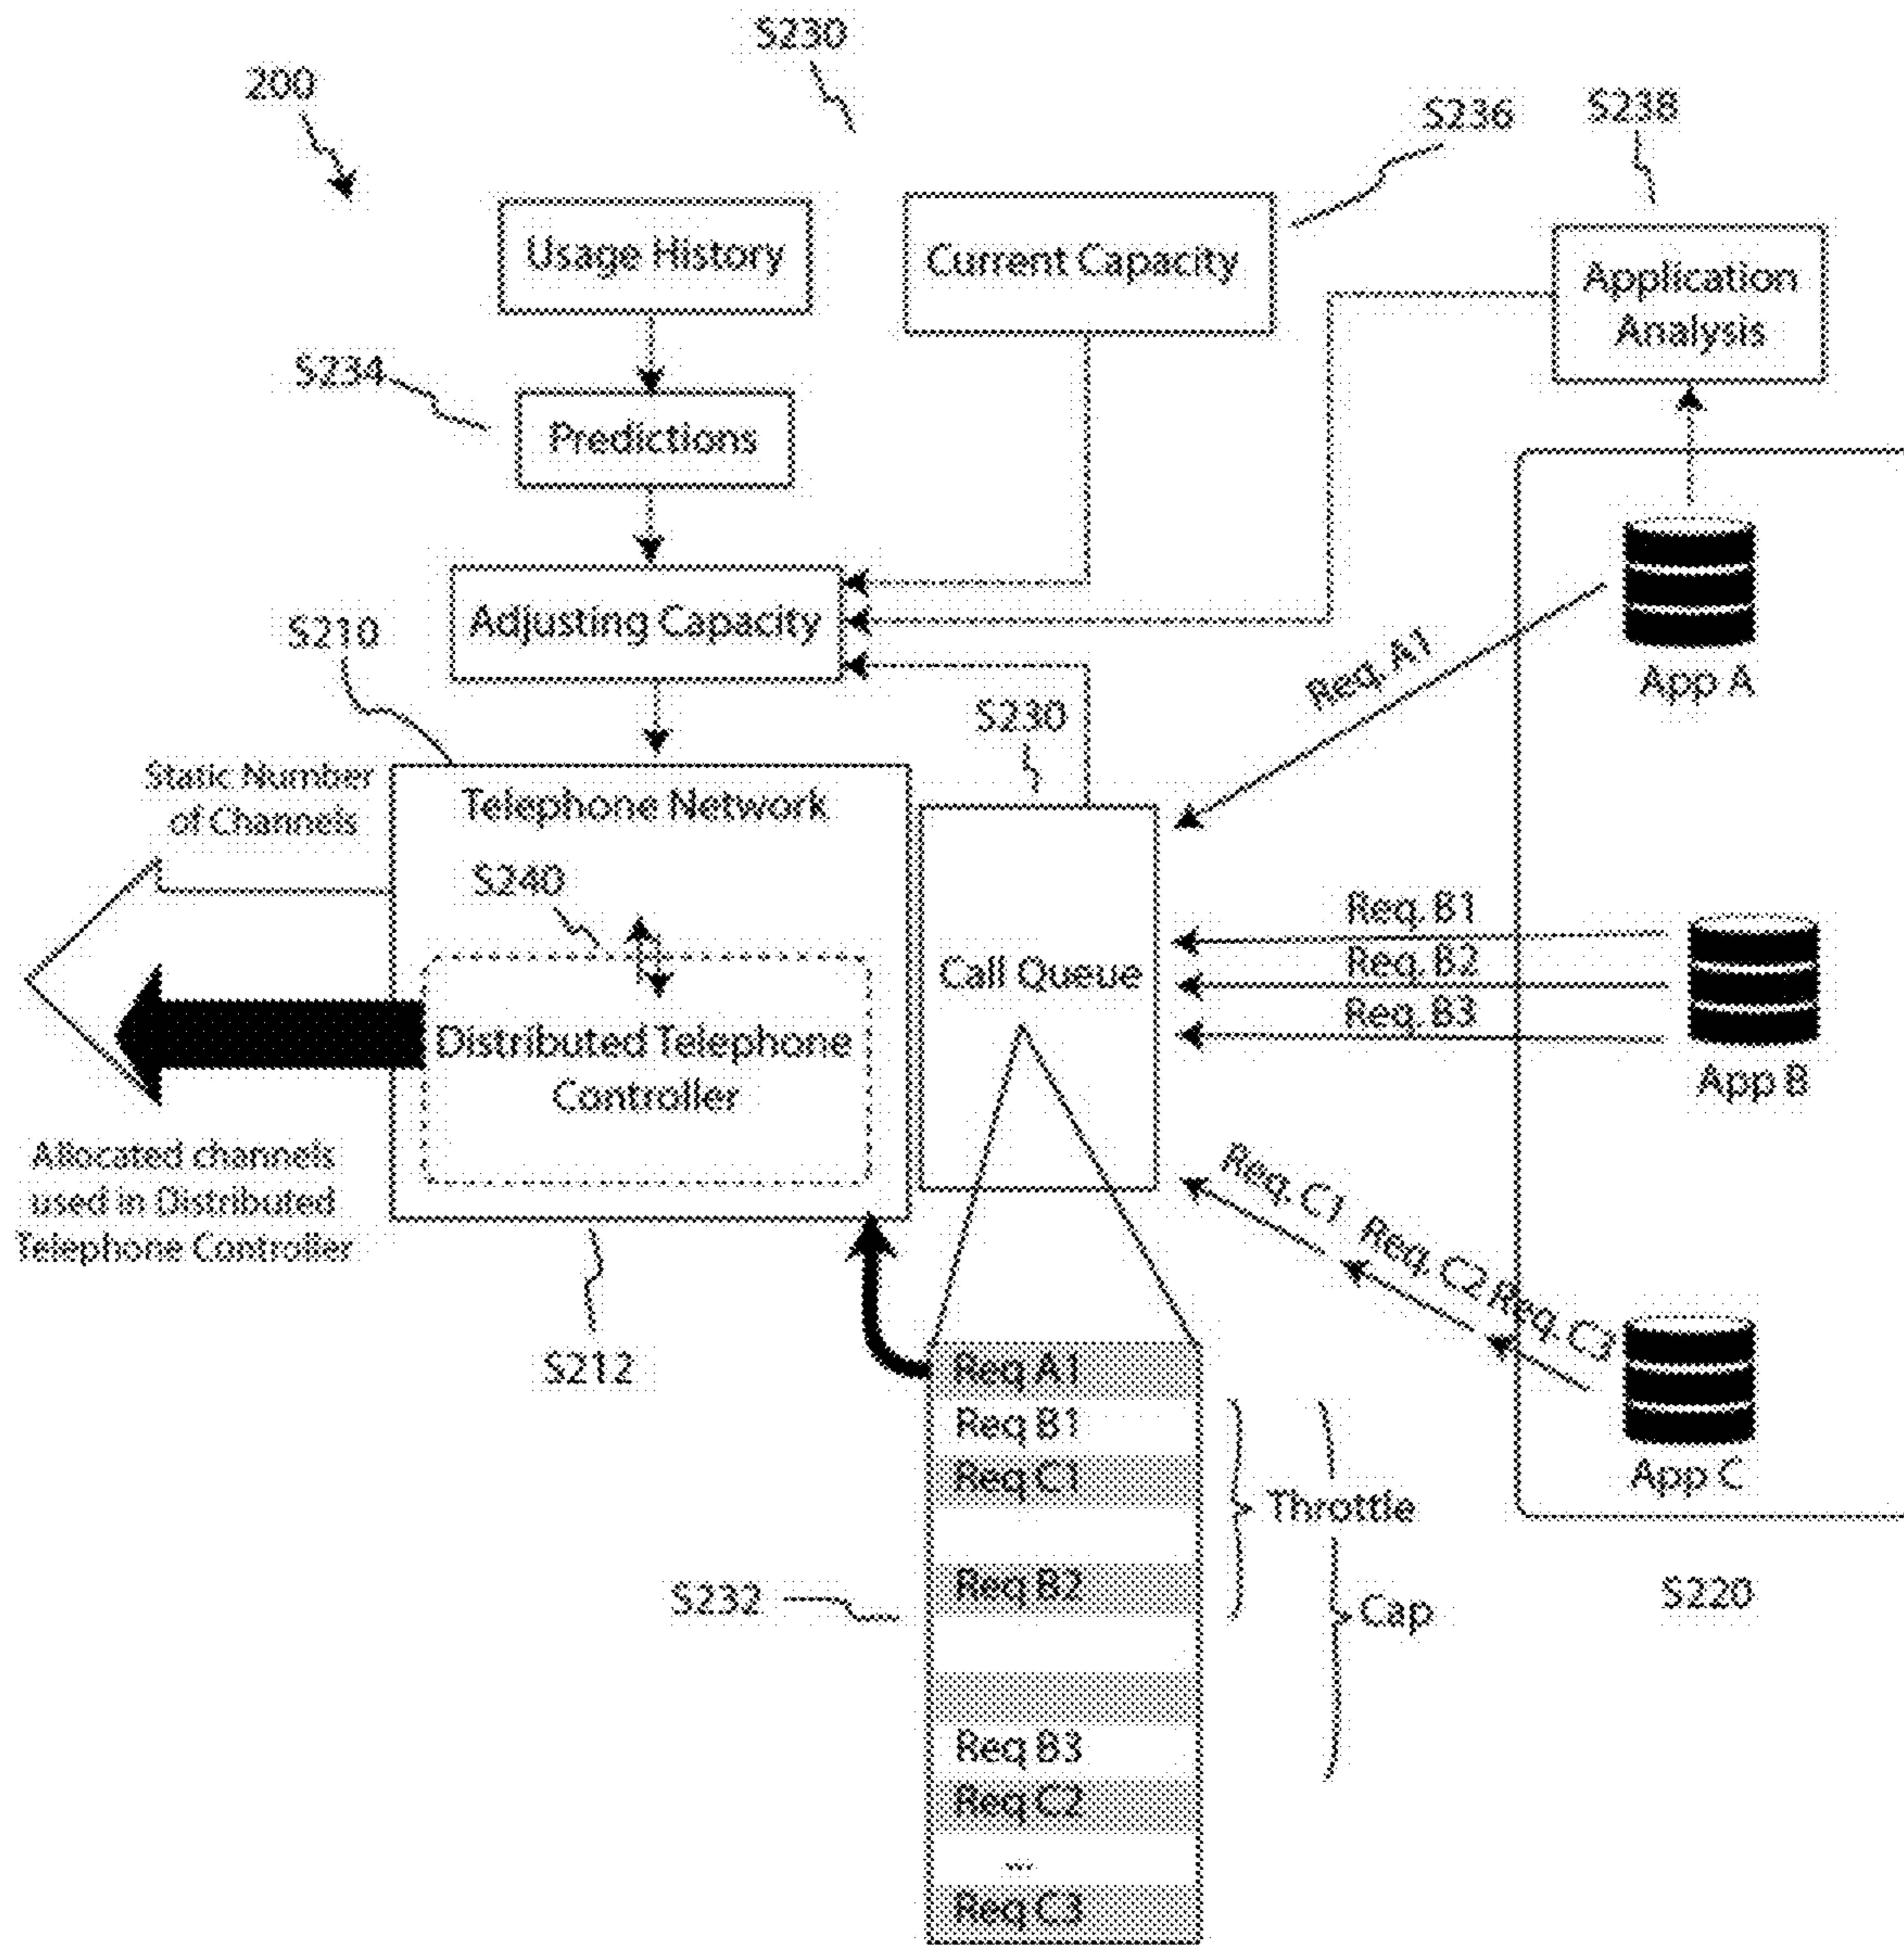 S230
200
S236
S238
Usage History
Current Capacity
Application
Analysis
S234
Predictions
Adjusting Capacity
S210
Req. A1
App A
S230
Static Number
of Channels
Telephone Network
S240
Call Queue
Req. B1
Req. B2
Req. B3
App B
Distributed Telephone
Controller
Allocated channels
used in Distributed
Telephone Controller
Req. C1
Req. C2
Req. C3
App C
S212
Req A1
Req B1
Req C1
Throttle
Req B2
S232
Cap
S220
Req B3
Req C2
...
Req C3